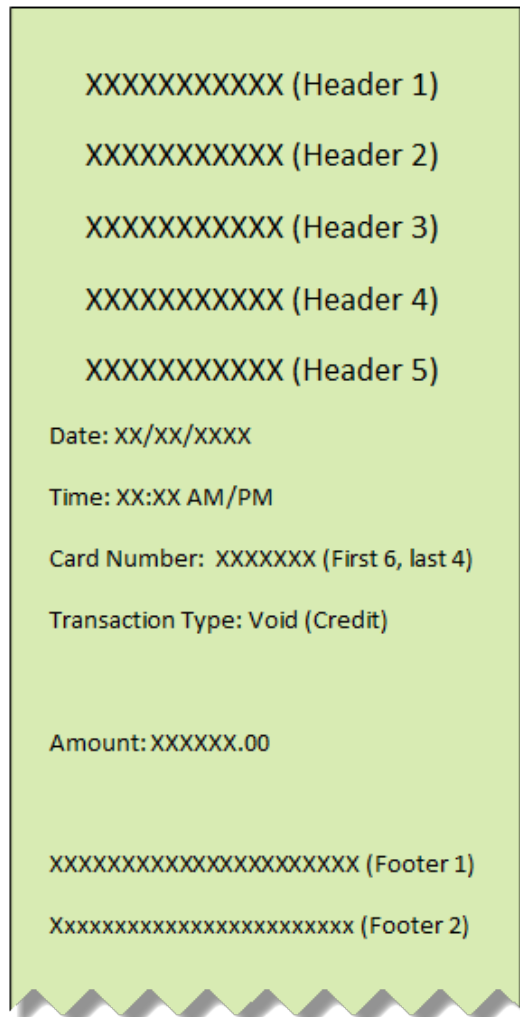 XXXXXXXXXXX (Header 1)
XXXXXXXXXXX (Header 2)
XXXXXXXXXXX (Header 3)
XXXXXXXXXXX (Header 4)
XXXXXXXXXXX (Header 5)
Date: XX/XX/XXXX
Time: XX:XX AM/PM
Card Number:  XXXXXXX (First 6, last 4)
Transaction Type: Void (Credit)
Amount: XXXXXX.00
XXXXXXXXXXXXXXXXXXXXXX (Footer 1)
Xxxxxxxxxxxxxxxxxxxxxxxx (Footer 2)